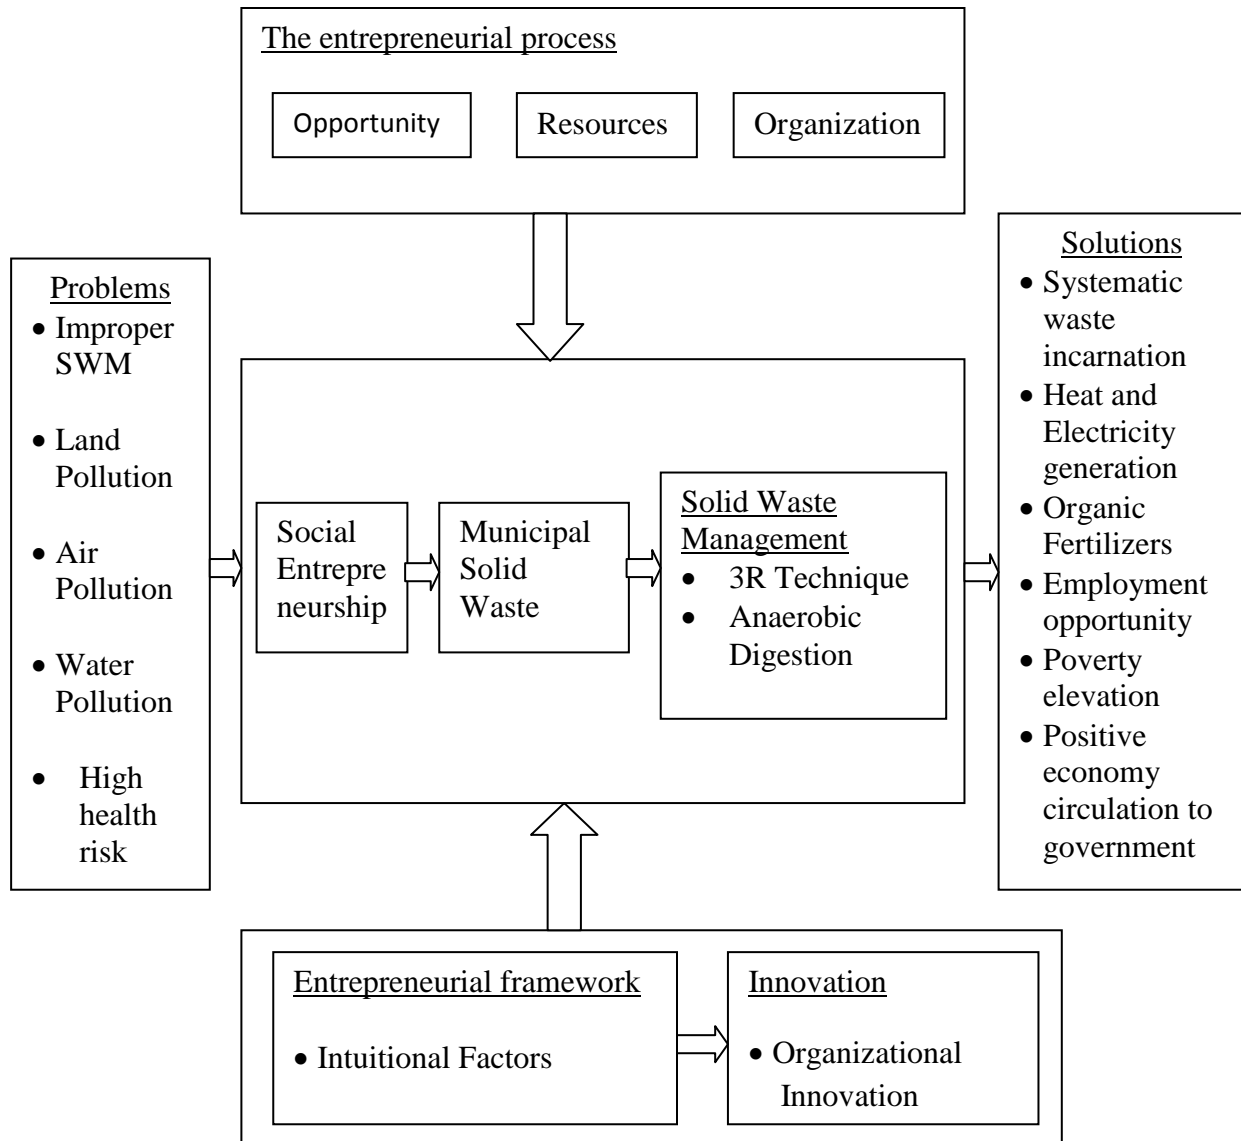 The entrepreneurial process
Opportunity
Resources
Organization
Problems
• Improper
SWM
• Land
Pollution
• Air
Pollution
• Water
Pollution
• High
health
risk
Social
Entrepre
neurship
Municipal
Solid
Waste
Solid Waste
Management
• 3R Technique
• Anaerobic
Digestion
Solutions
• Systematic
waste
incarnation
• Heat and
Electricity
generation
• Organic
Fertilizers
• Employment
opportunity
• Poverty
elevation
• Positive
economy
circulation to
government
Entrepreneurial framework
• Intuitional Factors
Innovation
• Organizational
Innovation